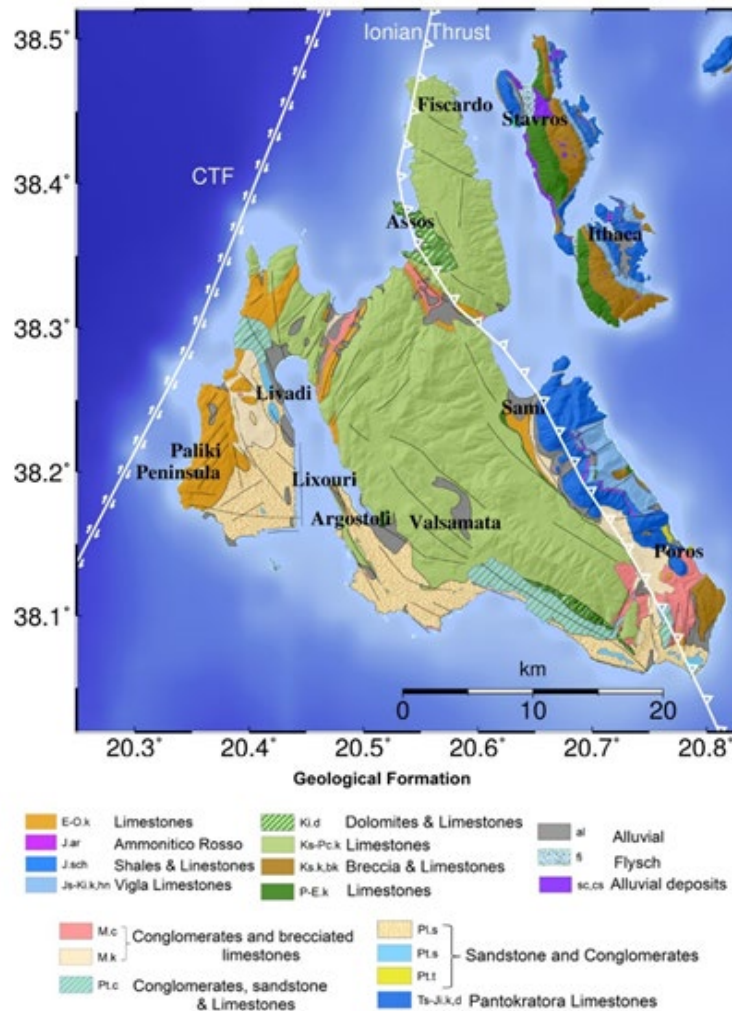 38.5°
Ionian Thrust
Fiscardo
Stavros
CTF
38.4°
Assos
Ithaca
38.3°
Livadi
Sami
Paliki
Peninsula
38.2°
Lixouri
Argostoli
Valsamata
Poros
38.1°
km
0 10 20
20.3° 20.4° 20.5° 20.6° 20.7° 20.8°
Geological Formation
E-O.k Limestones
J.ar Ammonitico Rosso
J.sch Shales & Linestones
Js-Ki.k,hn Vigla Limestones
Ki.d Dolomites & Limestones
Ks-Pc.k Limestones
Ks.k,bk Breccia & Limestones
P-E.k Limestones
al Alluvial
fi Flysch
sc,cs Alluvial deposits
M.c
M.k
Conglomerates and brecciated
limestones
Pt.c Conglomerates, sandstone
& Limestones
Pl.s
Pt.s
Pt.t
Sandstone and Conglomerates
Ts-Ji.k,d Pantokratora Limestones